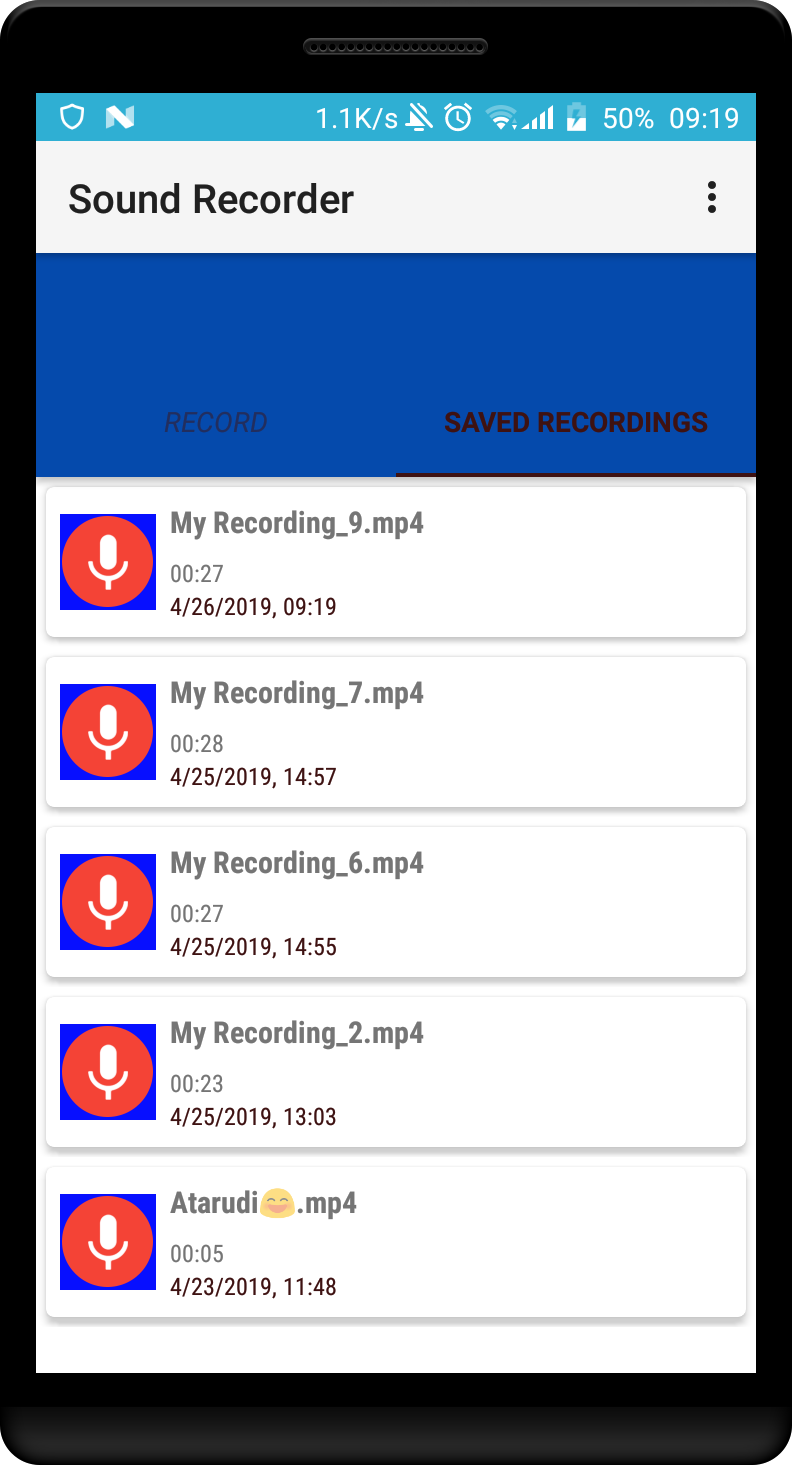 1.1K/s 50% 09:19
Sound Recorder
RECORD SAVED RECORDINGS
My Recording_9.mp4
00:27
4/26/2019, 09:19
My Recording_7.mp4
00:28
4/25/2019, 14:57
My Recording_6.mp4
00:27
4/25/2019, 14:55
My Recording_2.mp4
00:23
4/25/2019, 13:03
Atarudi😄.mp4
00:05
4/23/2019, 11:48